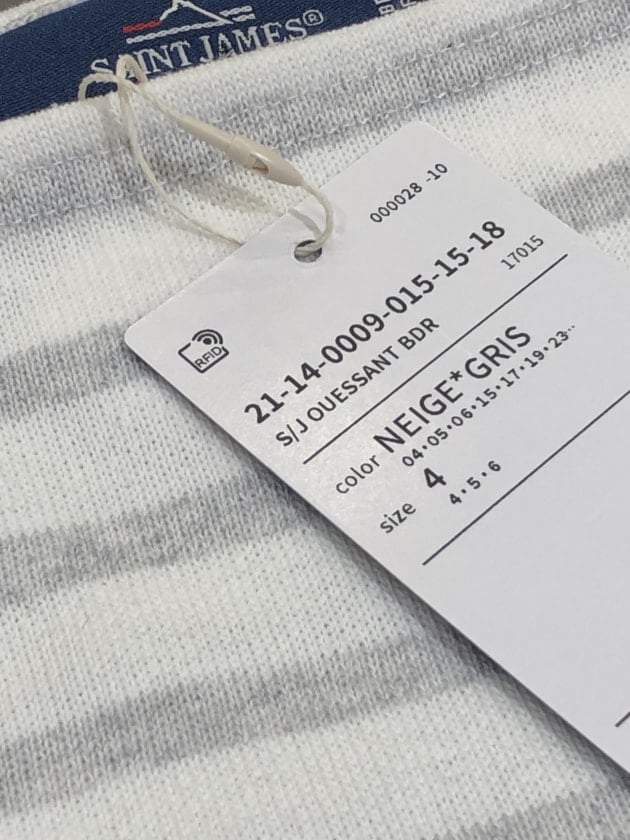 SAINT JAMES®
000028 -10
RFID
21-14-0009-015-15-18
17015
S/J OUESSANT BDR
color NEIGE*GRIS
04・05・06・15・17・19・23‥
size 4
4・5・6